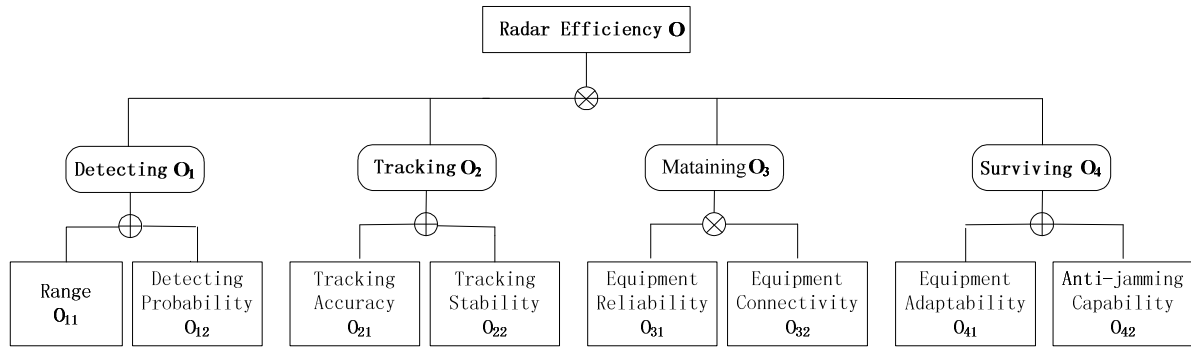 Radar Efficiency O
Detecting O₁
Tracking O₂
Mataining O₃
Surviving O₄
Range
O₁₁
Detecting
Probability
O₁₂
Tracking
Accuracy
O₂₁
Tracking
Stability
O₂₂
Equipment
Reliability
O₃₁
Equipment
Connectivity
O₃₂
Equipment
Adaptability
O₄₁
Anti-jamming
Capability
O₄₂